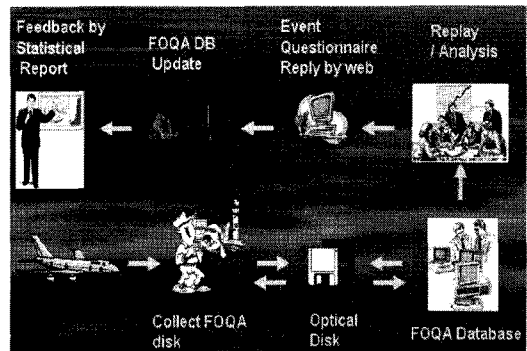 Feedback by
Statistical
Report
FOQA DB
Update
Event
Questionnaire
Reply by web
Replay
/ Analysis
Collect FOQA
disk
Optical
Disk
FOQA Database